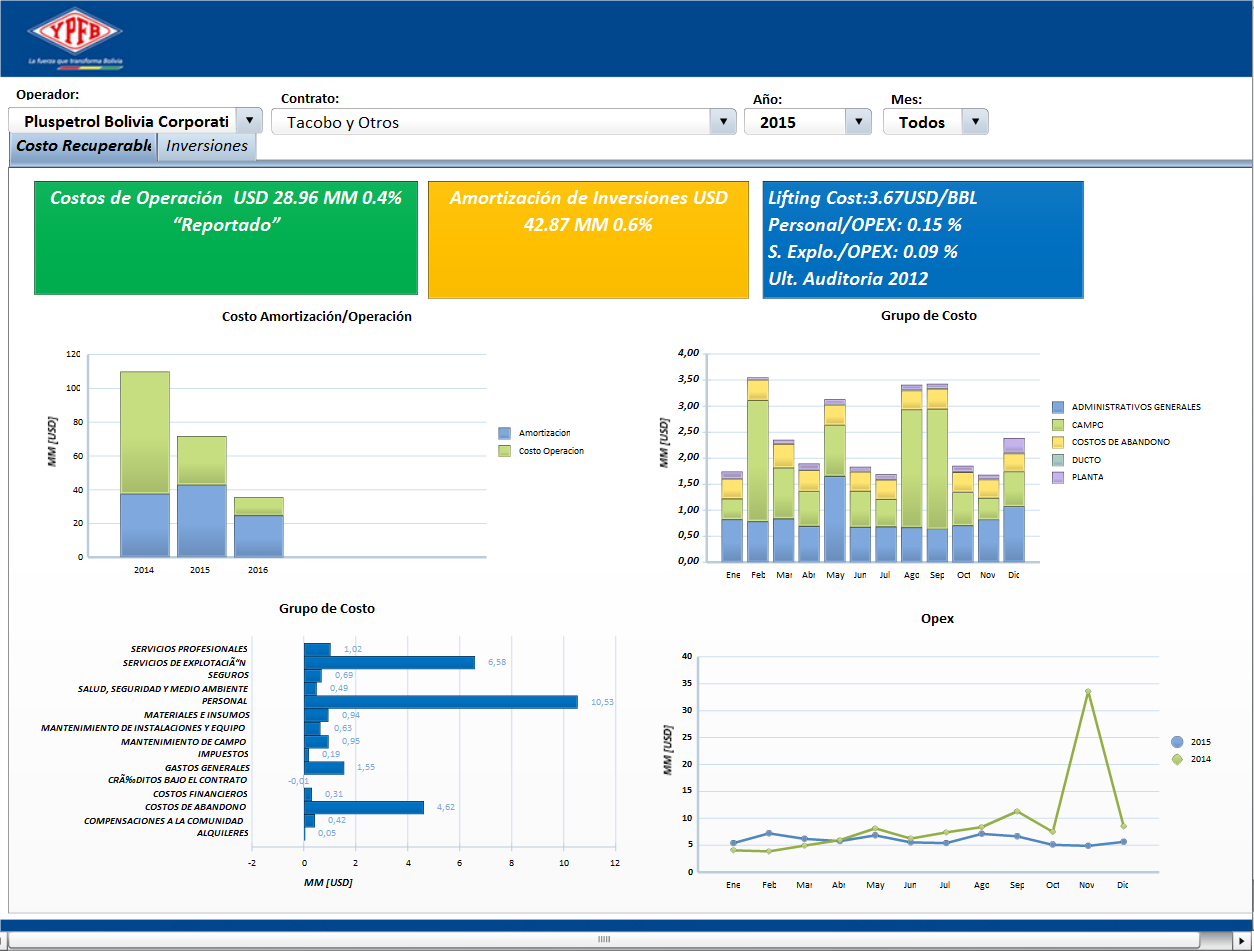 YPFB
La fuerza que transforma Bolivia
Operador:
Contrato:
Año:
Mes:
Pluspetrol Bolivia Corporati
Tacobo y Otros
2015
Todos
Costo Recuperable
Inversiones
Costos de Operación USD 28.96 MM 0.4%
“Reportado”
Amortización de Inversiones USD
42.87 MM 0.6%
Lifting Cost:3.67USD/BBL
Personal/OPEX: 0.15 %
S. Explo./OPEX: 0.09 %
Ult. Auditoria 2012
Costo Amortización/Operación
MM [USD]
120
100
80
60
40
20
0
2014
2015
2016
Amortizacion
Costo Operacion
Grupo de Costo
MM [USD]
4,00
3,50
3,00
2,50
2,00
1,50
1,00
0,50
0,00
Ene
Feb
Mar
Abr
May
Jun
Jul
Ago
Sep
Oct
Nov
Dic
ADMINISTRATIVOS GENERALES
CAMPO
COSTOS DE ABANDONO
DUCTO
PLANTA
Grupo de Costo
SERVICIOS PROFESIONALES 1,02
SERVICIOS DE EXPLOTACIÃ“N 6,58
SEGUROS 0,69
SALUD, SEGURIDAD Y MEDIO AMBIENTE 0,49
PERSONAL 10,53
MATERIALES E INSUMOS 0,94
MANTENIMIENTO DE INSTALACIONES Y EQUIPO 0,63
MANTENIMIENTO DE CAMPO 0,95
IMPUESTOS 0,19
GASTOS GENERALES 1,55
CRÃ‰DITOS BAJO EL CONTRATO -0,01
COSTOS FINANCIEROS 0,31
COSTOS DE ABANDONO 4,62
COMPENSACIONES A LA COMUNIDAD 0,42
ALQUILERES 0,05
-2
0
2
4
6
8
10
12
MM [USD]
Opex
MM [USD]
40
35
30
25
20
15
10
5
0
Ene
Feb
Mar
Abr
May
Jun
Jul
Ago
Sep
Oct
Nov
Dic
2015
2014